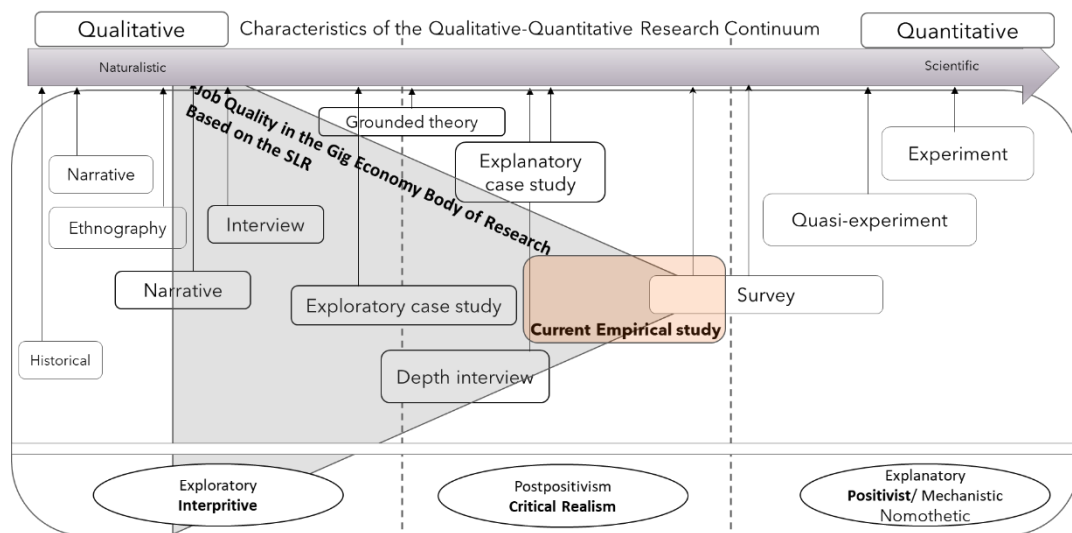 Qualitative
Characteristics of the Qualitative-Quantitative Research Continuum
Quantitative
Naturalistic
Scientific
Job Quality in the Gig Economy Body of Research
Based on the SLR
Grounded theory
Narrative
Explanatory
case study
Experiment
Ethnography
Interview
Quasi-experiment
Narrative
Exploratory case study
Survey
Current Empirical study
Historical
Depth interview
Exploratory
Interpritive
Postpositivism
Critical Realism
Explanatory
Positivist/ Mechanistic
Nomothetic